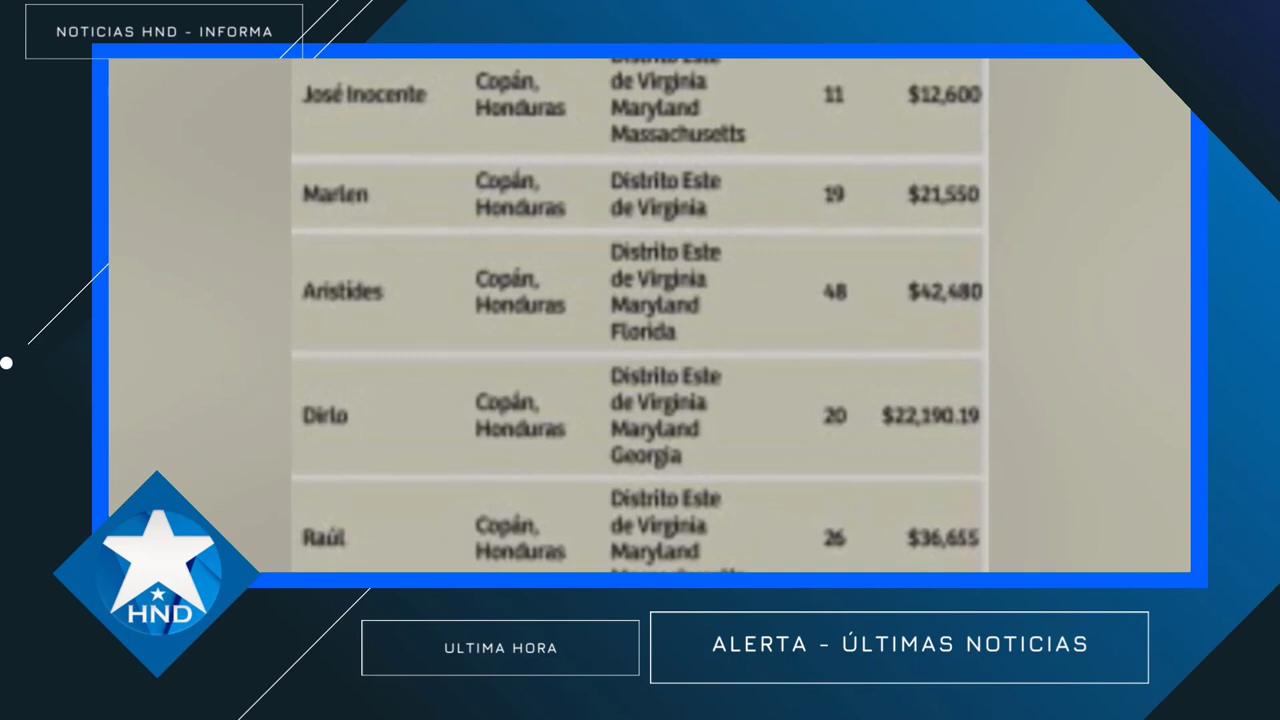 NOTICIAS HND - INFORMA
Distrito Este
José Inocente
Copán,
Honduras
de Virginia
Maryland
Massachusetts
11
$12,600
Marlen
Copán,
Honduras
Distrito Este
de Virginia
19
$21,550
Aristides
Copán,
Honduras
Distrito Este
de Virginia
Maryland
Florida
48
$42,480
Dirlo
Copán,
Honduras
Distrito Este
de Virginia
Maryland
Georgia
20
$22,190.19
Raúl
Copán,
Honduras
Distrito Este
de Virginia
Maryland
26
$36,655
HND
ULTIMA HORA
ALERTA - ÚLTIMAS NOTICIAS